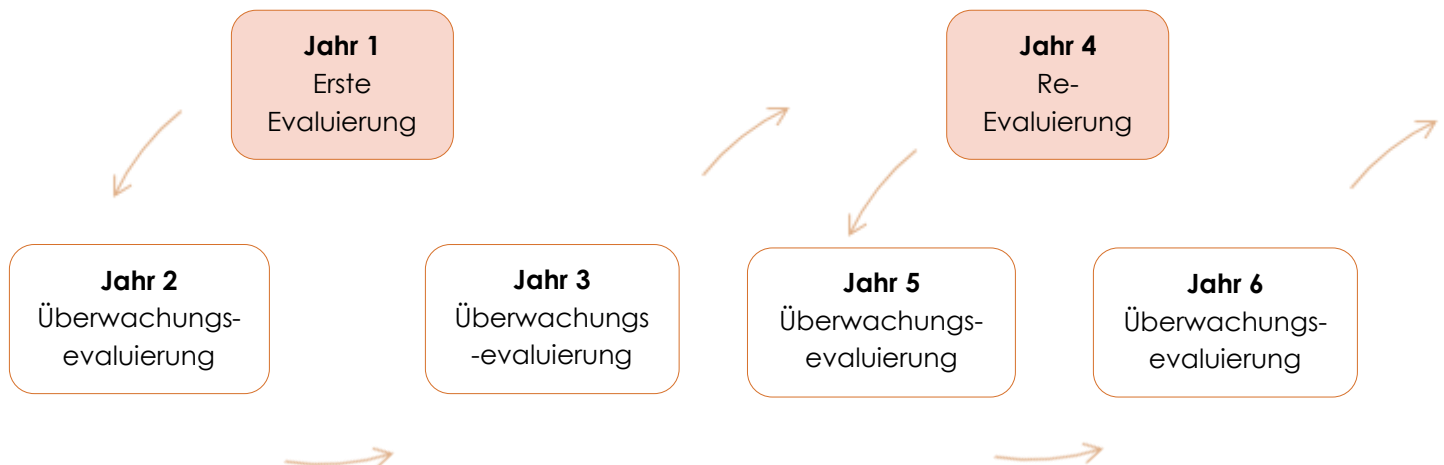 Jahr 1
Erste
Evaluierung
Jahr 4
Re-
Evaluierung
Jahr 2
Überwachungs-
evaluierung
Jahr 3
Überwachungs
-evaluierung
Jahr 5
Überwachungs-
evaluierung
Jahr 6
Überwachungs-
evaluierung